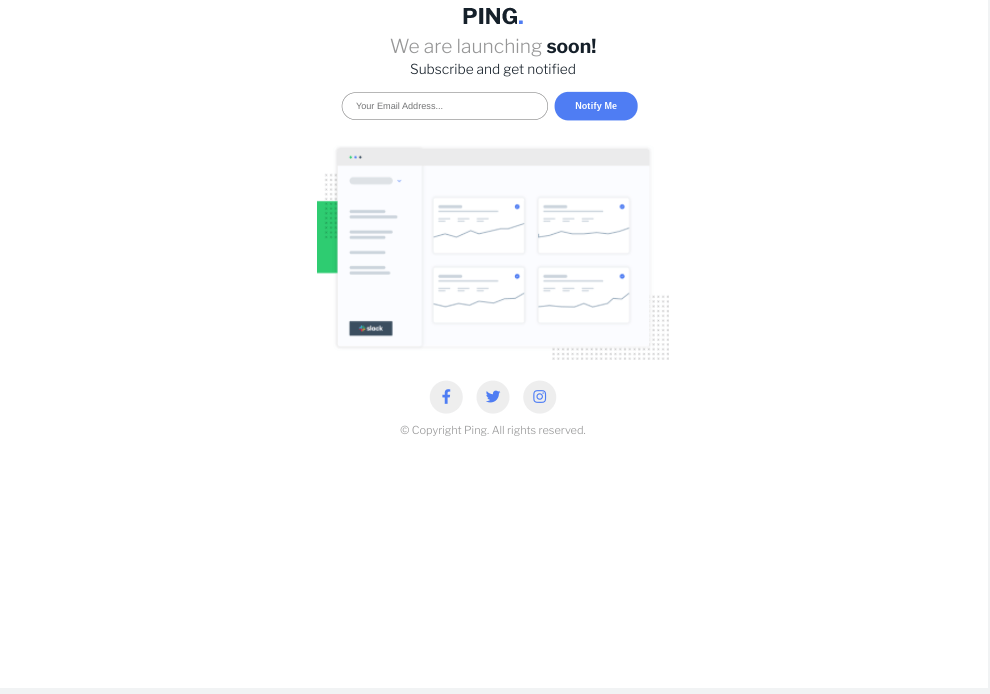 PING.
We are launching soon!
Subscribe and get notified
Your Email Address...
Notify Me
slack
© Copyright Ping. All rights reserved.